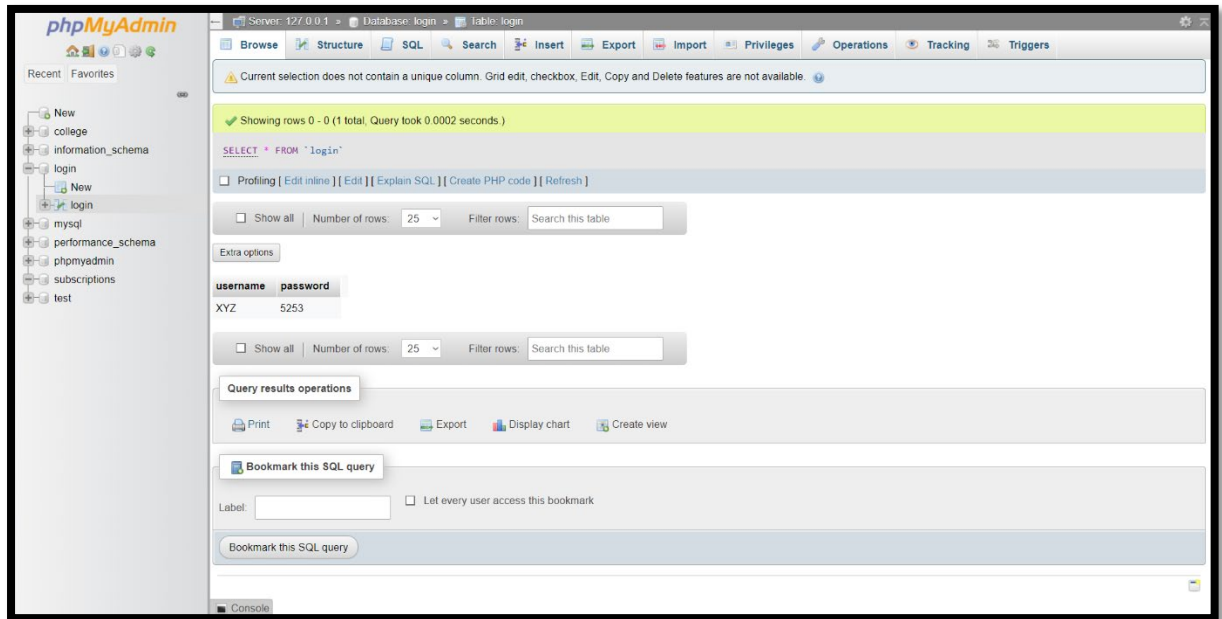 phpMyAdmin
Recent Favorites
New
college
information_schema
login
New
login
mysql
performance_schema
phpmyadmin
subscriptions
test
Server: 127.0.0.1 » Database: login » Table: login
Browse Structure SQL Search Insert Export Import Privileges Operations Tracking Triggers
Current selection does not contain a unique column. Grid edit, checkbox, Edit, Copy and Delete features are not available.
Showing rows 0 - 0 (1 total, Query took 0.0002 seconds.)
SELECT * FROM `login`
Profiling [ Edit inline ] [ Edit ] [ Explain SQL ] [ Create PHP code ] [ Refresh ]
Show all | Number of rows: 25 Filter rows: Search this table
Extra options
username password
XYZ 5253
Show all | Number of rows: 25 Filter rows: Search this table
Query results operations
Print Copy to clipboard Export Display chart Create view
Bookmark this SQL query
Label: Let every user access this bookmark
Bookmark this SQL query
Console